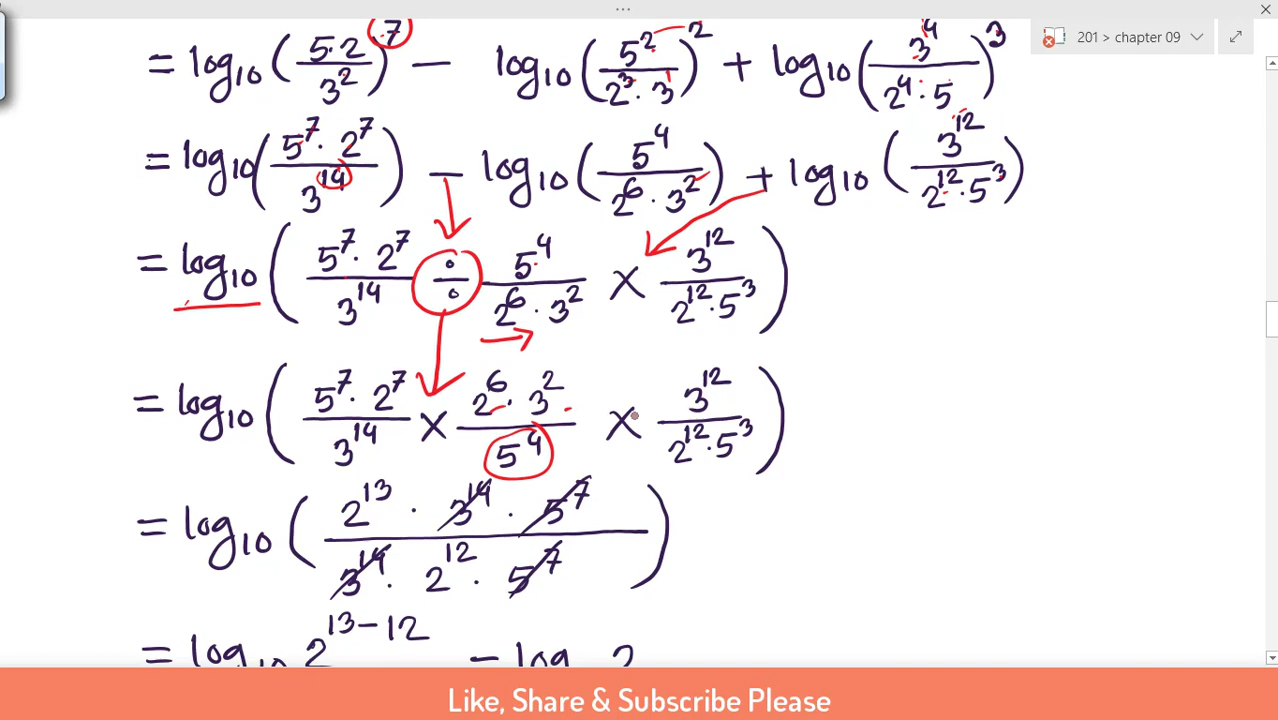 201 > chapter 09
= log₁₀ (5·2 / 3²)⁷ − log₁₀ (5² / 2³·3)² + log₁₀ (3⁴ / 2⁴·5)³
= log₁₀ (5⁷·2⁷ / 3¹⁴) − log₁₀ (5⁴ / 2⁶·3²) + log₁₀ (3¹² / 2¹²·5³)
= log₁₀ (5⁷·2⁷ / 3¹⁴ ÷ 5⁴ / 2⁶·3² × 3¹² / 2¹²·5³)
= log₁₀ (5⁷·2⁷ / 3¹⁴ × 2⁶·3² / 5⁴ × 3¹² / 2¹²·5³)
= log₁₀ (2¹³·3¹⁴·5⁷ / 3¹⁴·2¹²·5⁷)
= log₁₀ 2¹³⁻¹² = log 2
Like, Share & Subscribe Please